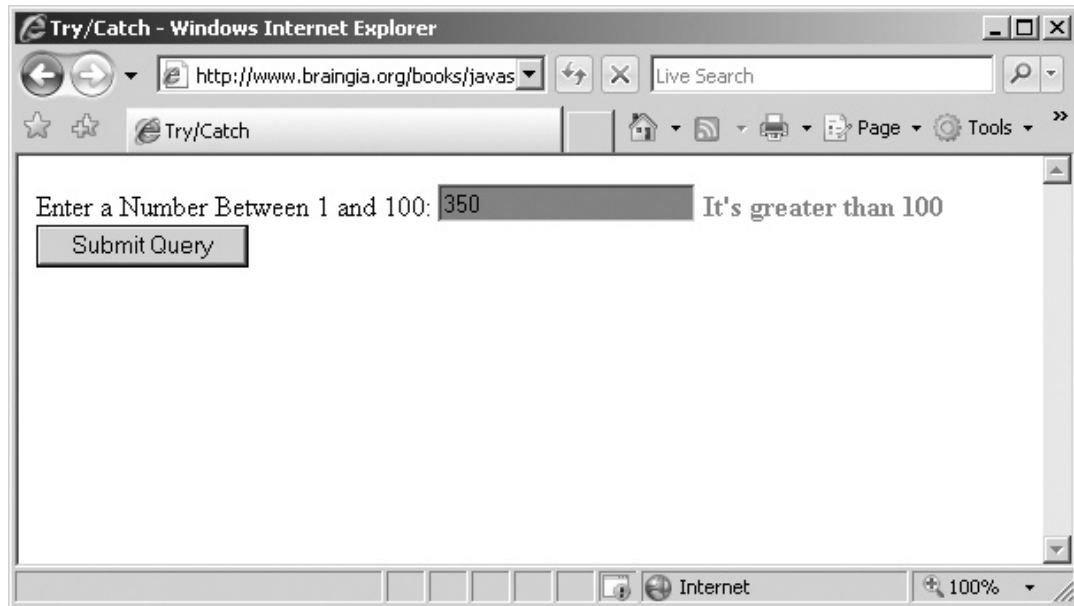 Try/Catch - Windows Internet Explorer
http://www.braingia.org/books/javas
Live Search
Try/Catch
Page
Tools
Enter a Number Between 1 and 100: 350 It's greater than 100
Submit Query
Internet
100%